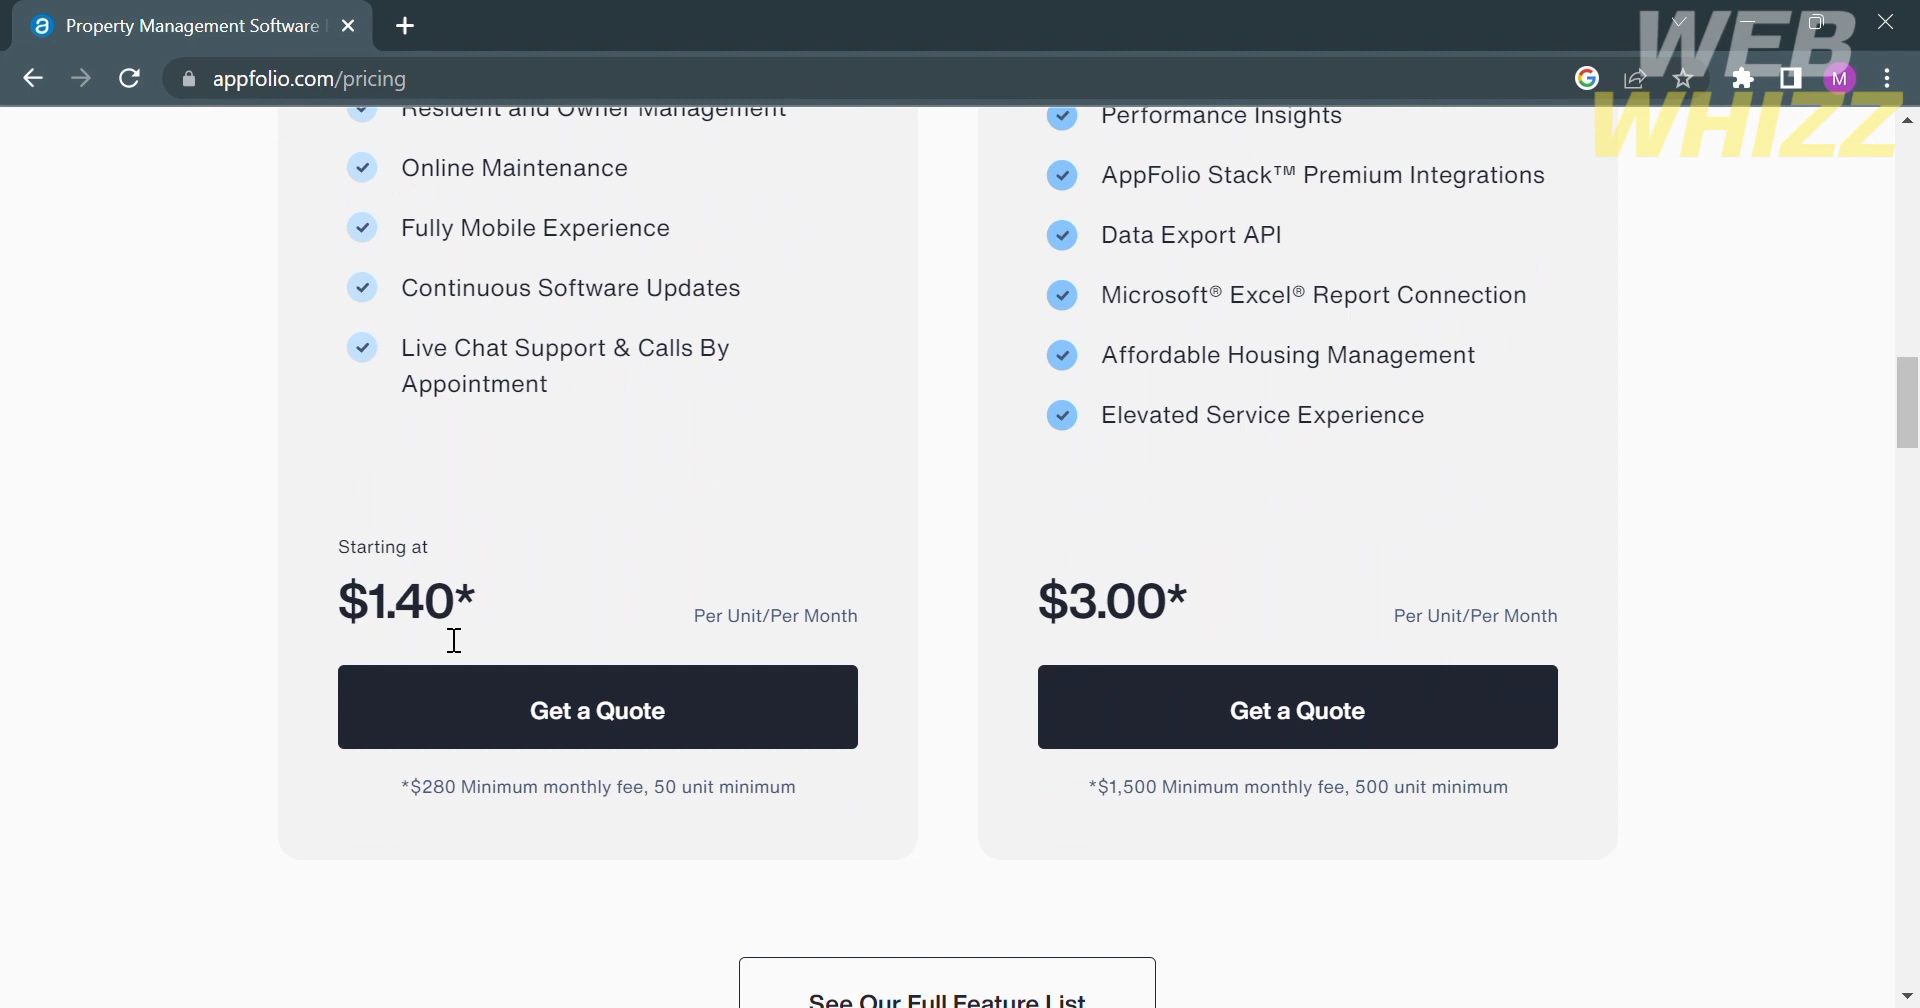 Property Management Software
appfolio.com/pricing
M
WEB
WHIZZ
Resident and Owner Management
Online Maintenance
Fully Mobile Experience
Continuous Software Updates
Live Chat Support & Calls By
Appointment
Starting at
$1.40*
Per Unit/Per Month
Get a Quote
*$280 Minimum monthly fee, 50 unit minimum
Performance Insights
AppFolio Stack™ Premium Integrations
Data Export API
Microsoft® Excel® Report Connection
Affordable Housing Management
Elevated Service Experience
$3.00*
Per Unit/Per Month
Get a Quote
*$1,500 Minimum monthly fee, 500 unit minimum
See Our Full Feature List